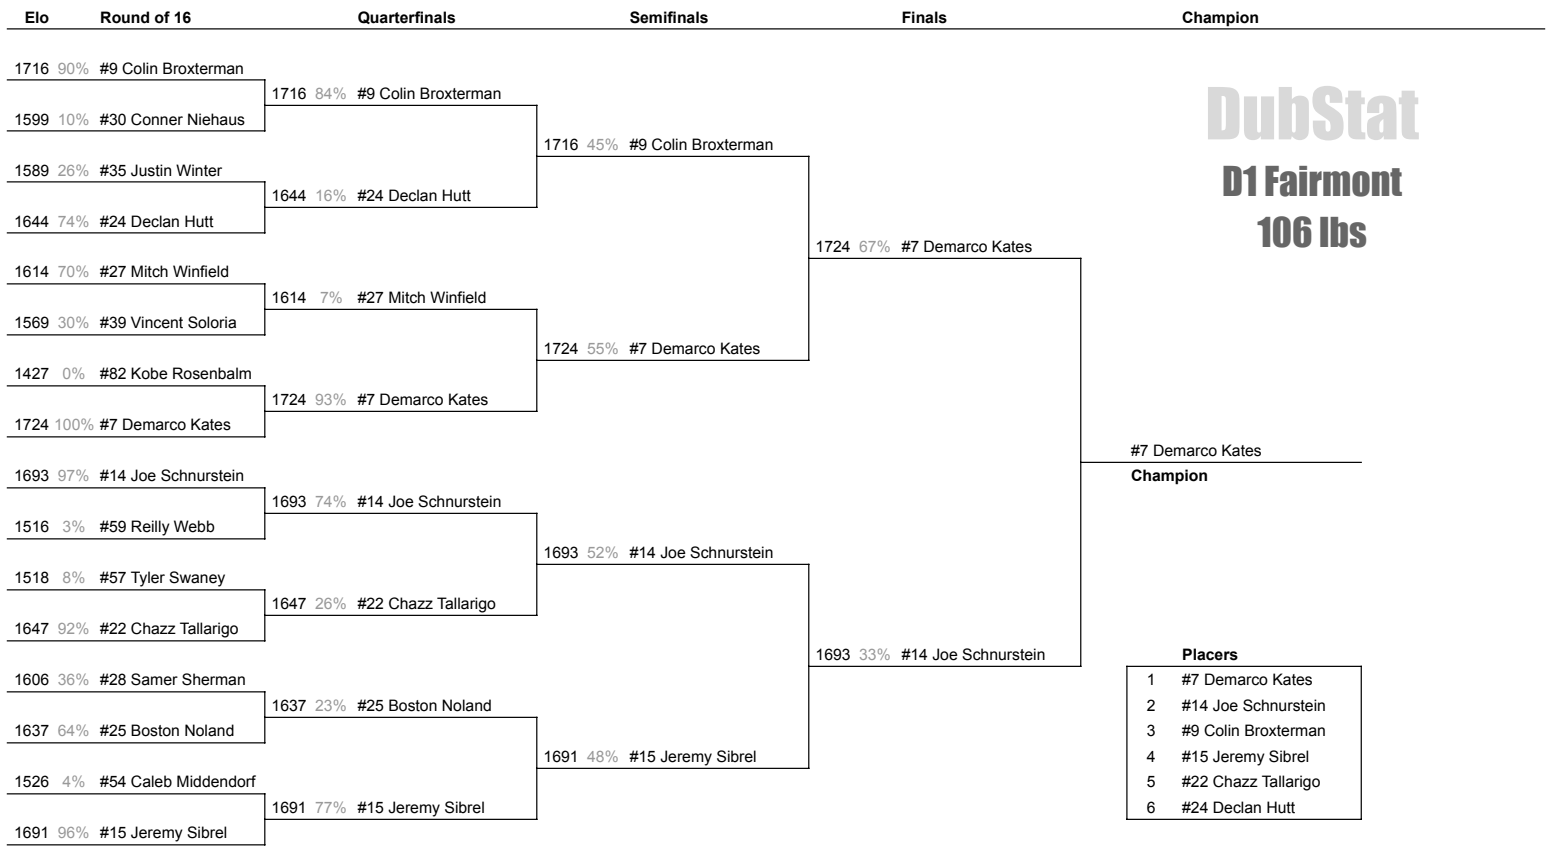 Elo Round of 16 Quarterfinals Semifinals Finals Champion
1716 90% #9 Colin Broxterman
1716 84% #9 Colin Broxterman
DubStat
1599 10% #30 Conner Niehaus
1716 45% #9 Colin Broxterman
1589 26% #35 Justin Winter
D1 Fairmont
1644 16% #24 Declan Hutt
1644 74% #24 Declan Hutt
106 lbs
1724 67% #7 Demarco Kates
1614 70% #27 Mitch Winfield
1614 7% #27 Mitch Winfield
1569 30% #39 Vincent Soloria
1724 55% #7 Demarco Kates
1427 0% #82 Kobe Rosenbalm
1724 93% #7 Demarco Kates
1724 100% #7 Demarco Kates
#7 Demarco Kates
1693 97% #14 Joe Schnurstein
Champion
1693 74% #14 Joe Schnurstein
1516 3% #59 Reilly Webb
1693 52% #14 Joe Schnurstein
1518 8% #57 Tyler Swaney
1647 26% #22 Chazz Tallarigo
1647 92% #22 Chazz Tallarigo
1693 33% #14 Joe Schnurstein
Placers
1606 36% #28 Samer Sherman
1 #7 Demarco Kates
1637 23% #25 Boston Noland
2 #14 Joe Schnurstein
1637 64% #25 Boston Noland
3 #9 Colin Broxterman
1691 48% #15 Jeremy Sibrel
4 #15 Jeremy Sibrel
1526 4% #54 Caleb Middendorf
5 #22 Chazz Tallarigo
1691 77% #15 Jeremy Sibrel
6 #24 Declan Hutt
1691 96% #15 Jeremy Sibrel